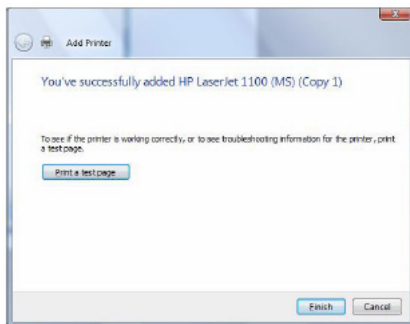 Add Printer
You've successfully added HP LaserJet 1100 (MS) (Copy 1)
To see if the printer is working correctly, or to see troubleshooting information for the printer, print
a test page.
Print a test page
Finish Cancel